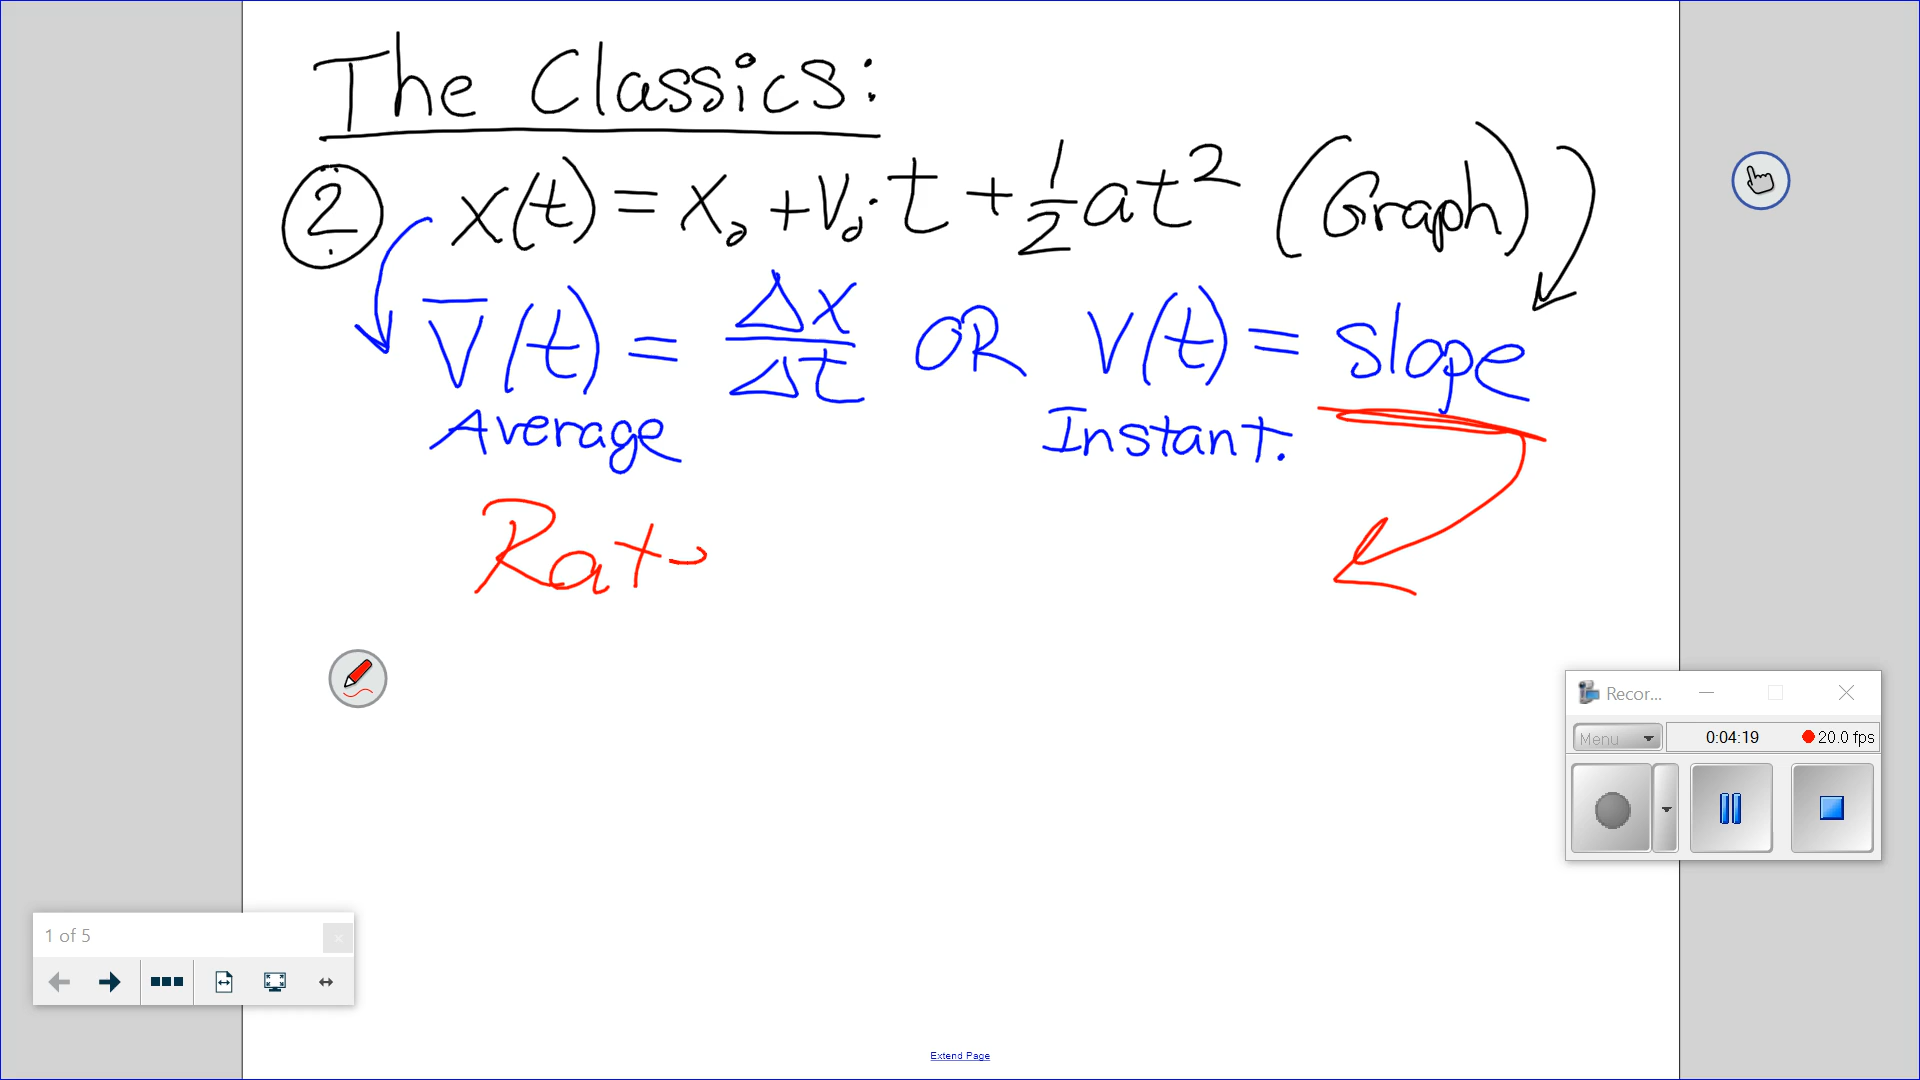 The Classics:
② x(t) = x₀ + v₀·t + ½at² (Graph)
V̅(t) = Δx/Δt OR V(t) = slope
Average Instant.
Rat
Recor...
Menu 0:04:19 20.0 fps
1 of 5
Extend Page